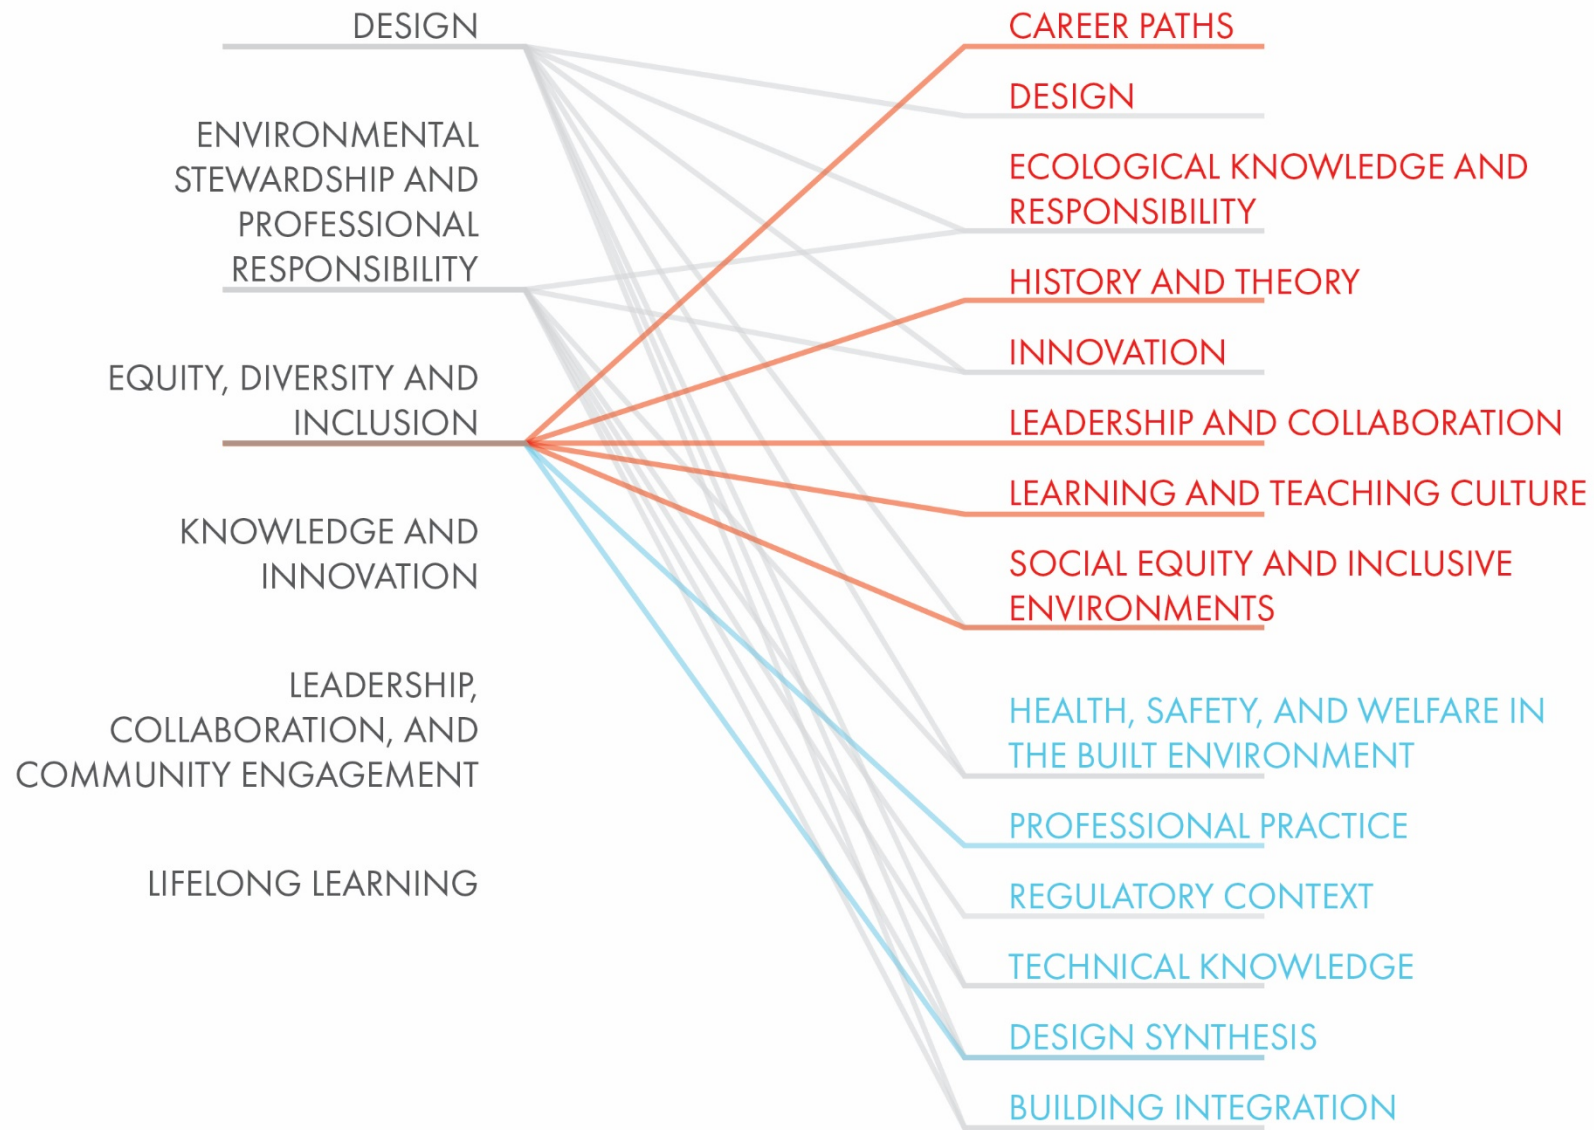 DESIGN
ENVIRONMENTAL
STEWARDSHIP AND
PROFESSIONAL
RESPONSIBILITY
EQUITY, DIVERSITY AND
INCLUSION
KNOWLEDGE AND
INNOVATION
LEADERSHIP,
COLLABORATION, AND
COMMUNITY ENGAGEMENT
LIFELONG LEARNING
CAREER PATHS
DESIGN
ECOLOGICAL KNOWLEDGE AND
RESPONSIBILITY
HISTORY AND THEORY
INNOVATION
LEADERSHIP AND COLLABORATION
LEARNING AND TEACHING CULTURE
SOCIAL EQUITY AND INCLUSIVE
ENVIRONMENTS
HEALTH, SAFETY, AND WELFARE IN
THE BUILT ENVIRONMENT
PROFESSIONAL PRACTICE
REGULATORY CONTEXT
TECHNICAL KNOWLEDGE
DESIGN SYNTHESIS
BUILDING INTEGRATION